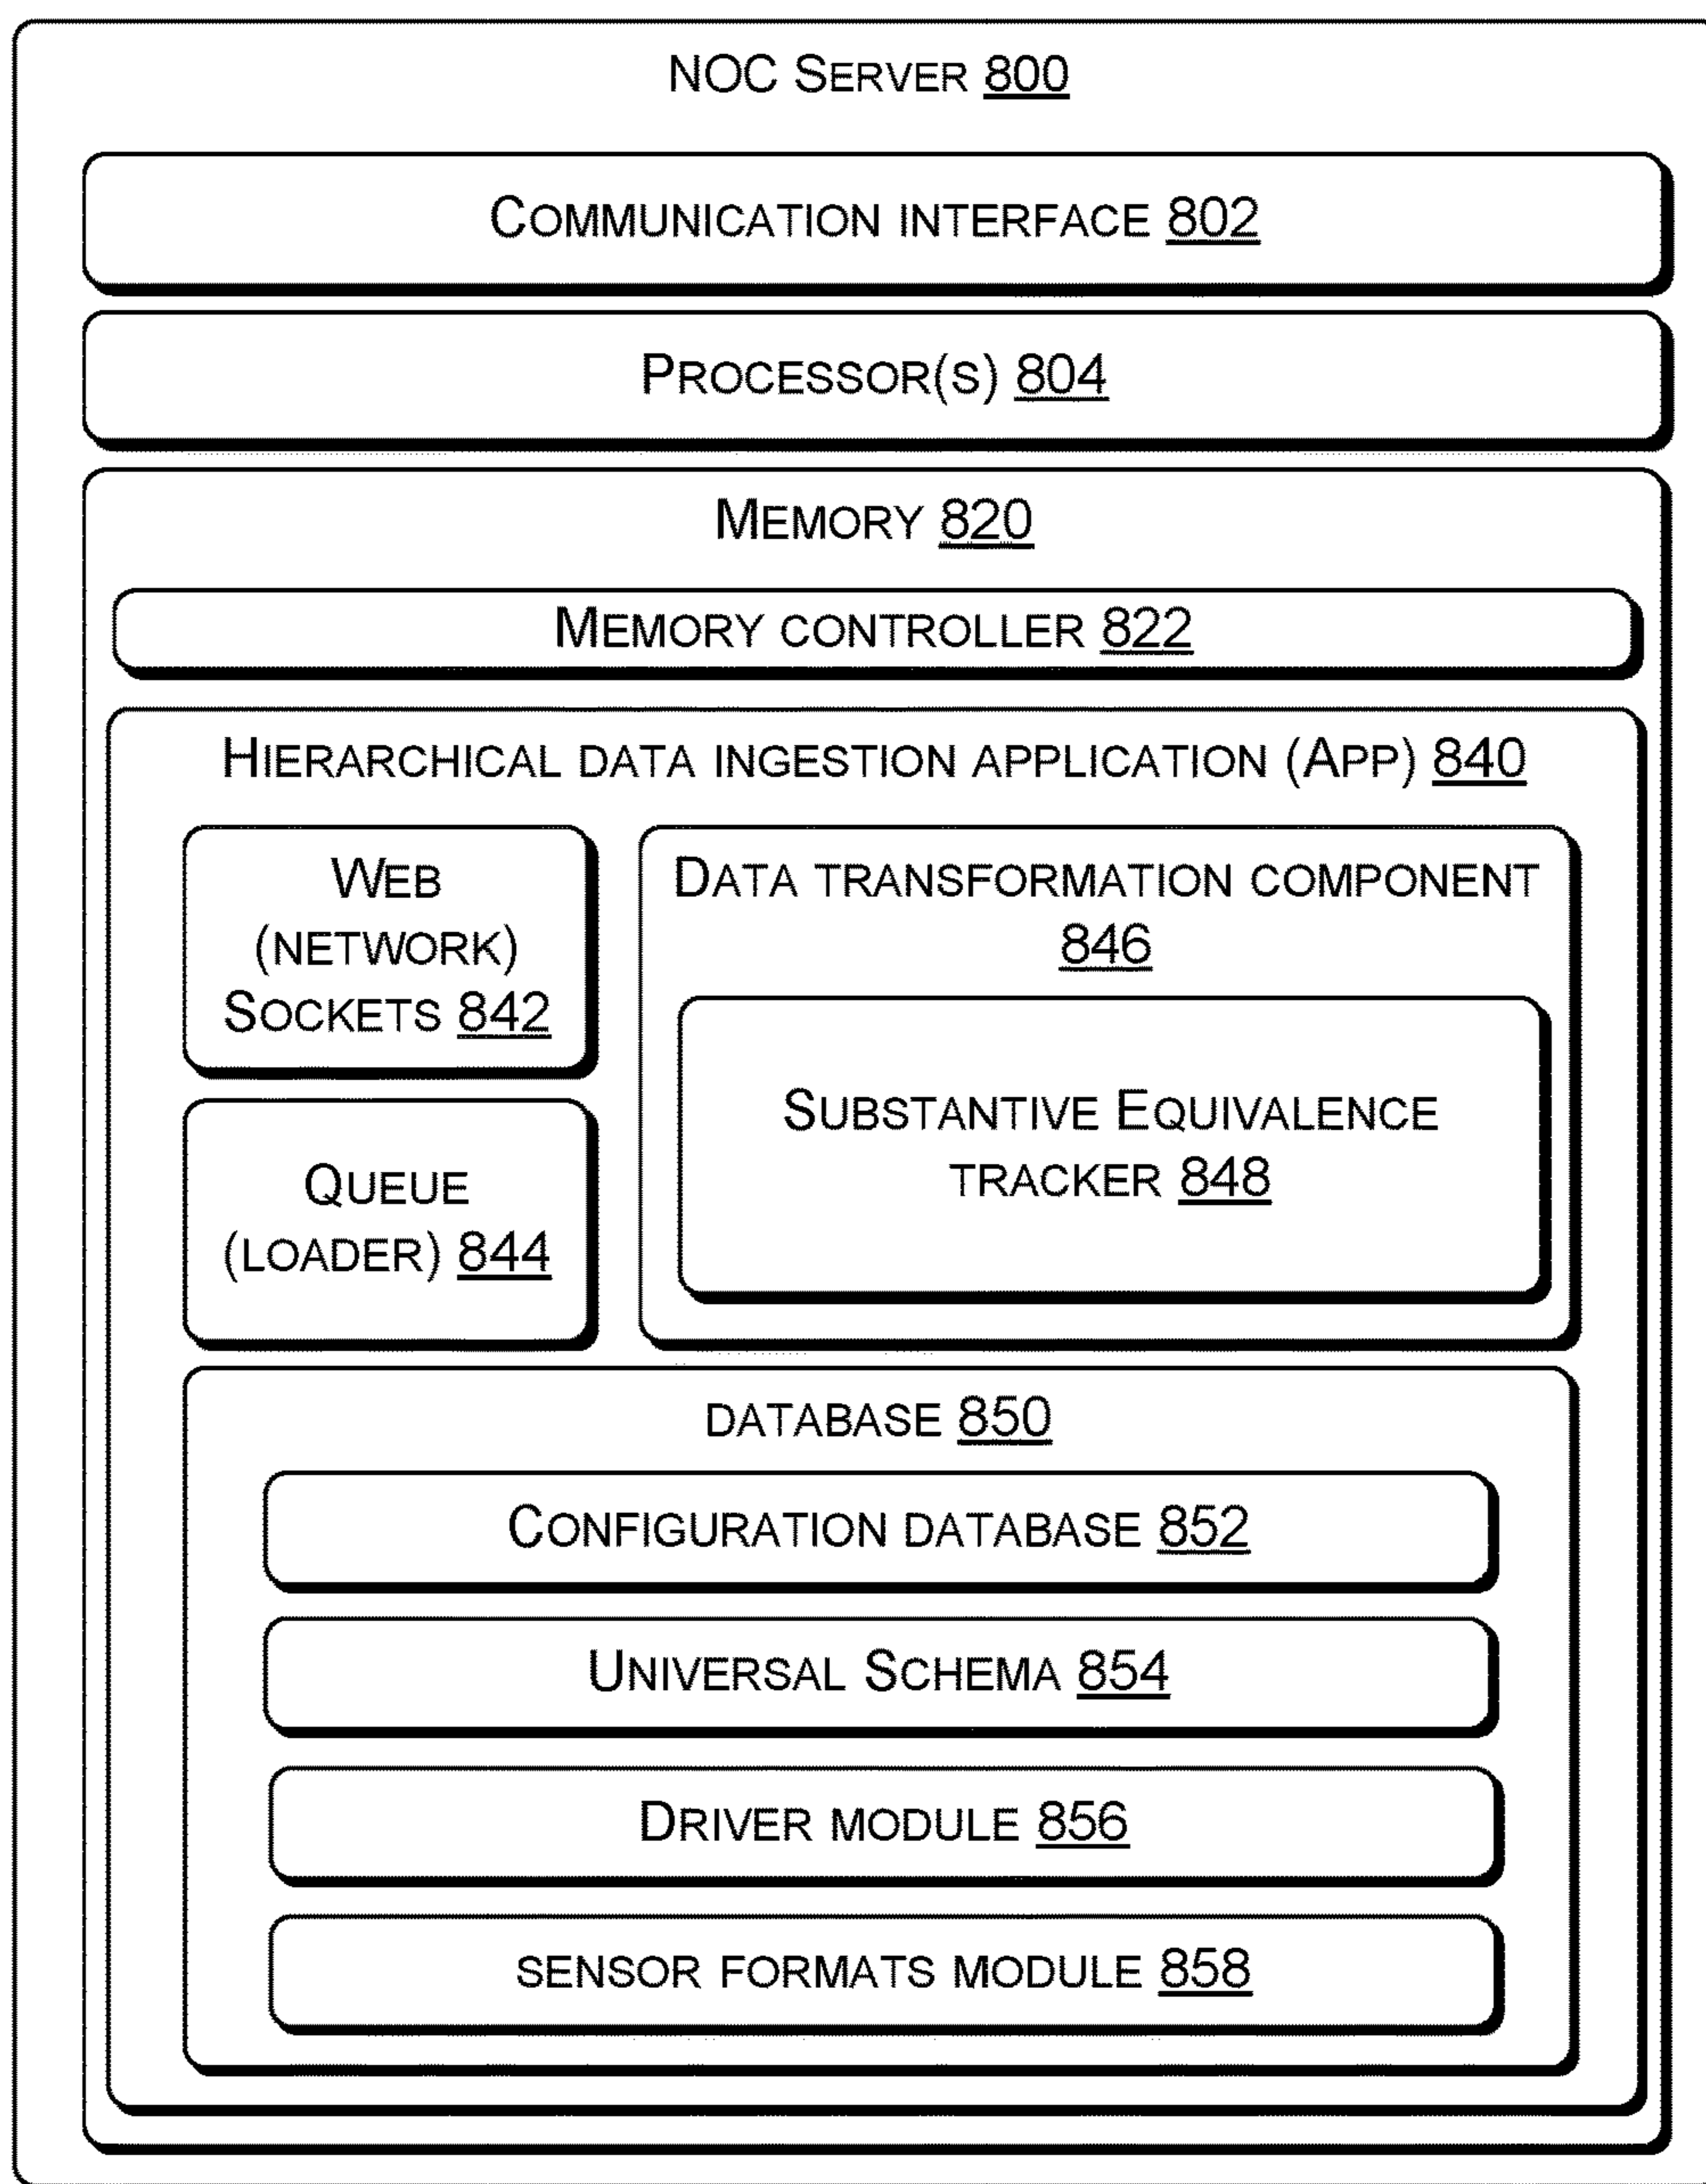 NOC SERVER 800
COMMUNICATION INTERFACE 802
PROCESSOR(S) 804
MEMORY 820
MEMORY CONTROLLER 822
HIERARCHICAL DATA INGESTION APPLICATION (APP) 840
WEB
(NETWORK)
SOCKETS 842
QUEUE
(LOADER) 844
DATA TRANSFORMATION COMPONENT
846
SUBSTANTIVE EQUIVALENCE
TRACKER 848
DATABASE 850
CONFIGURATION DATABASE 852
UNIVERSAL SCHEMA 854
DRIVER MODULE 856
SENSOR FORMATS MODULE 858